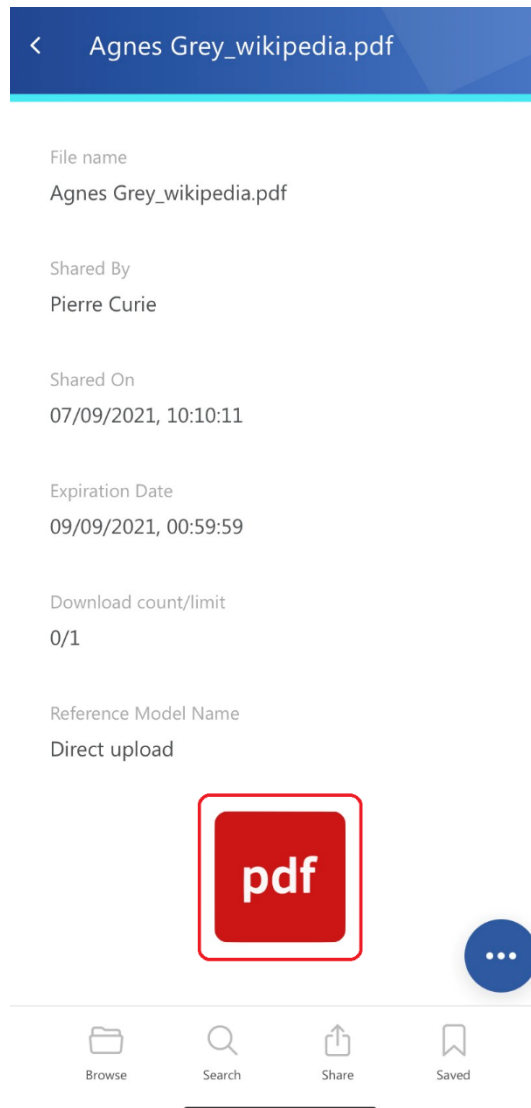 Agnes Grey_wikipedia.pdf
File name
Agnes Grey_wikipedia.pdf
Shared By
Pierre Curie
Shared On
07/09/2021, 10:10:11
Expiration Date
09/09/2021, 00:59:59
Download count/limit
0/1
Reference Model Name
Direct upload
pdf
Browse Search Share Saved